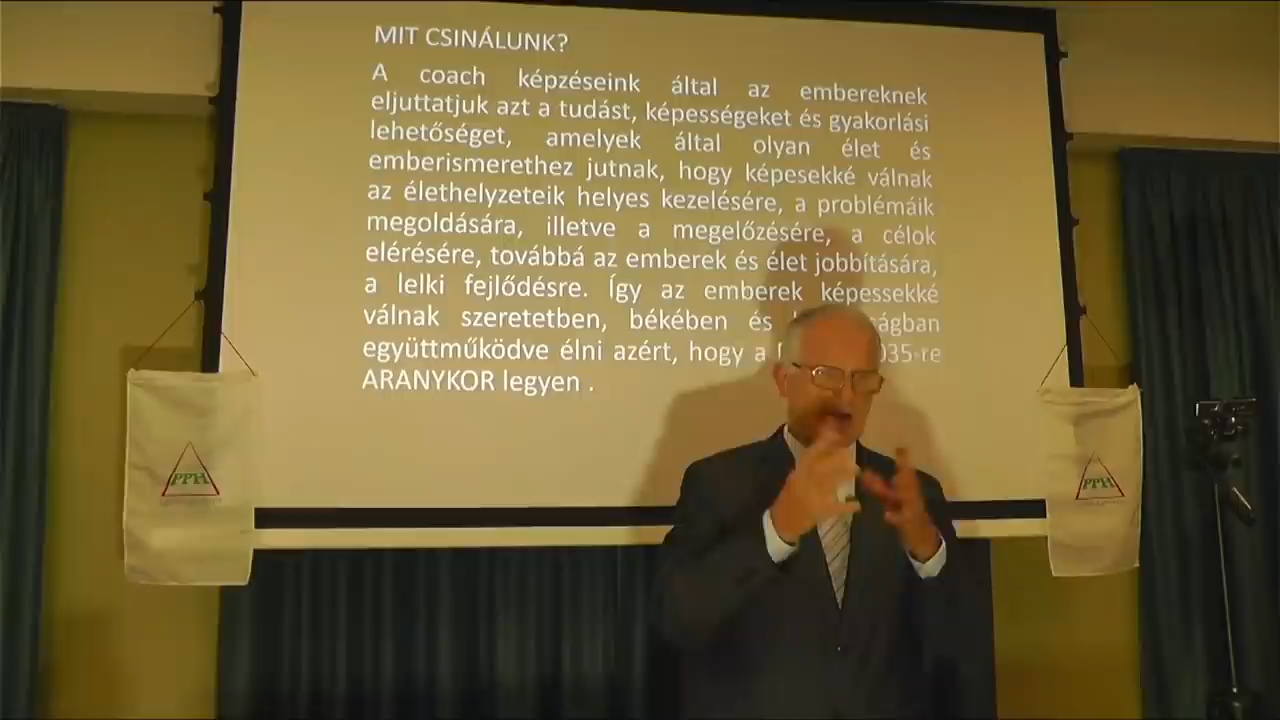 MIT CSINÁLUNK?
A coach képzéseink által az embereknek
eljuttatjuk azt a tudást, képességeket és gyakorlási
lehetőséget, amelyek által olyan élet és
emberismerethez jutnak, hogy képesekké válnak
az élethelyzeteik helyes kezelésére, a problémáik
megoldására, illetve a megelőzésére, a célok
elérésére, továbbá az emberek és élet jobbítására,
a lelki fejlődésre. Így az emberek képessekké
válnak szeretetben, békében és
együttműködve élni azért, hogy a
ARANYKOR legyen .
PPH
PPH